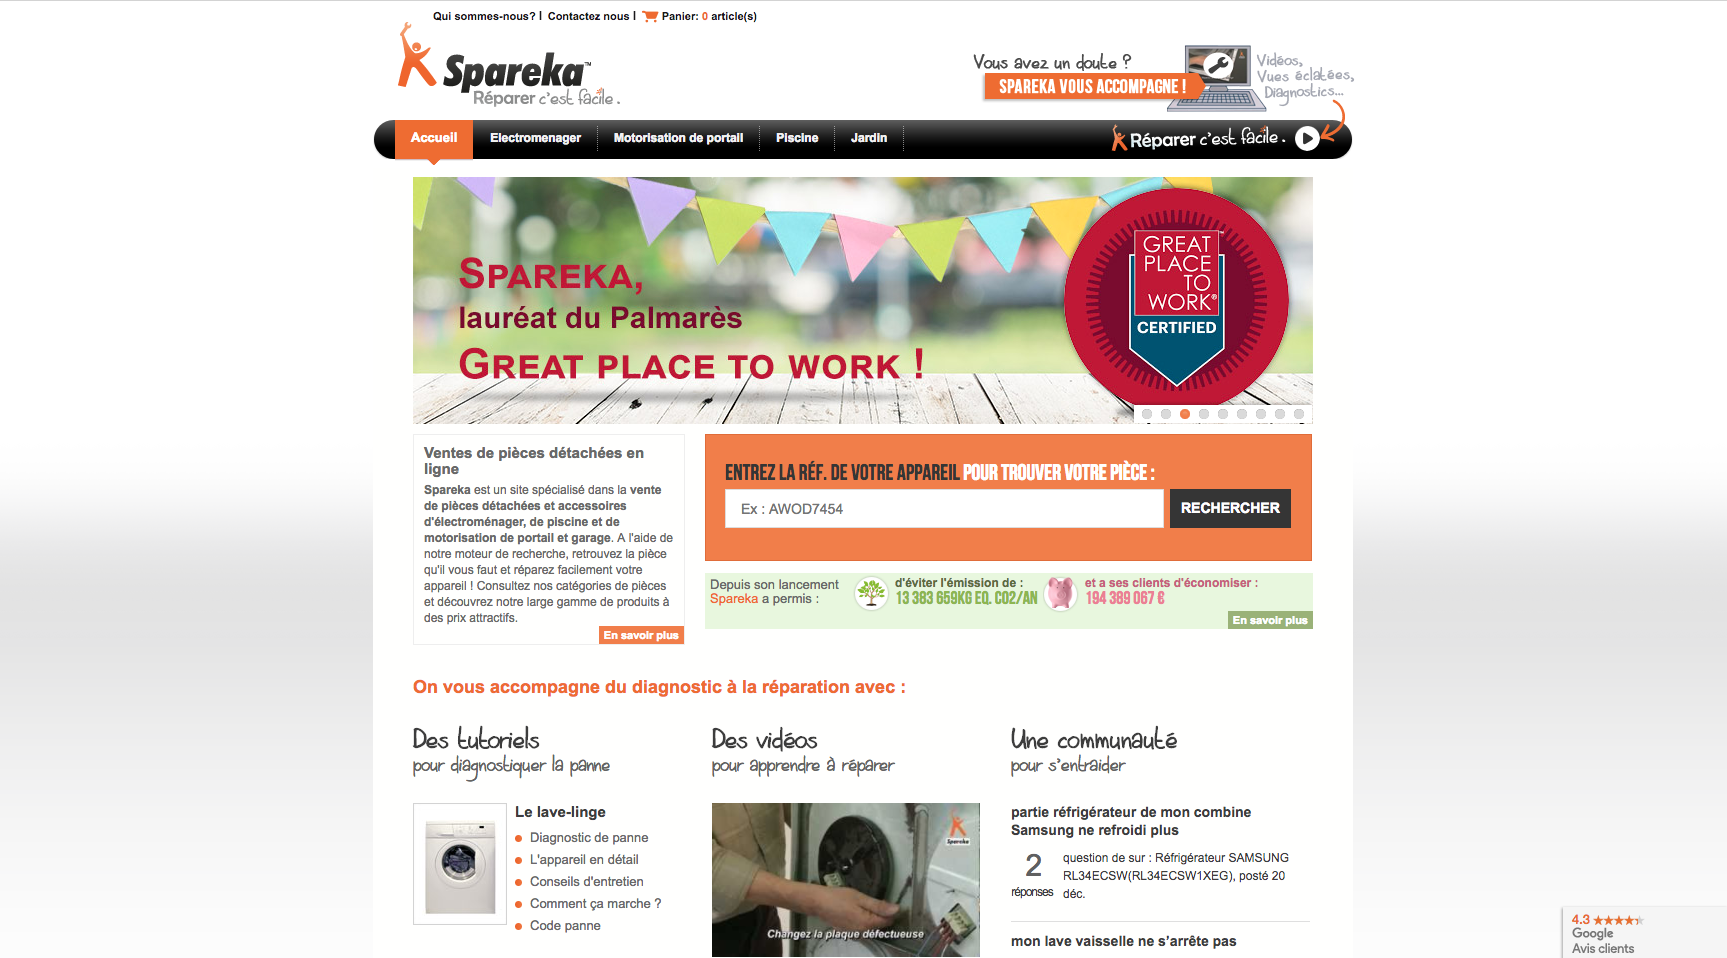 Qui sommes-nous? | Contactez nous | Panier: 0 article(s)
Spareka™
Réparer c'est facile.
Vous avez un doute ?
SPAREKA VOUS ACCOMPAGNE !
Vidéos,
Vues éclatées,
Diagnostics...
Accueil Electromenager Motorisation de portail Piscine Jardin
Réparer c'est facile.
SPAREKA,
lauréat du Palmarès
GREAT PLACE TO WORK !
GREAT
PLACE
TO
WORK®
CERTIFIED
Ventes de pièces détachées en
ligne
Spareka est un site spécialisé dans la vente
de pièces détachées et accessoires
d'électroménager, de piscine et de
motorisation de portail et garage. A l'aide de
notre moteur de recherche, retrouvez la pièce
qu'il vous faut et réparez facilement votre
appareil ! Consultez nos catégories de pièces
et découvrez notre large gamme de produits à
des prix attractifs.
En savoir plus
ENTREZ LA RÉF. DE VOTRE APPAREIL POUR TROUVER VOTRE PIÈCE :
Ex : AWOD7454
RECHERCHER
Depuis son lancement
Spareka a permis :
d'éviter l'émission de :
13 383 659KG EQ. CO2/AN
et a ses clients d'économiser :
194 389 067 €
En savoir plus
On vous accompagne du diagnostic à la réparation avec :
Des tutoriels
pour diagnostiquer la panne
Le lave-linge
Diagnostic de panne
L'appareil en détail
Conseils d'entretien
Comment ça marche ?
Code panne
Des vidéos
pour apprendre à réparer
Spareka
Changez la plaque défectueuse
Une communauté
pour s'entraider
partie réfrigérateur de mon combine
Samsung ne refroidi plus
2
réponses
question de sur : Réfrigérateur SAMSUNG
RL34ECSW(RL34ECSW1XEG), posté 20
déc.
mon lave vaisselle ne s'arrête pas
4.3
Google
Avis clients